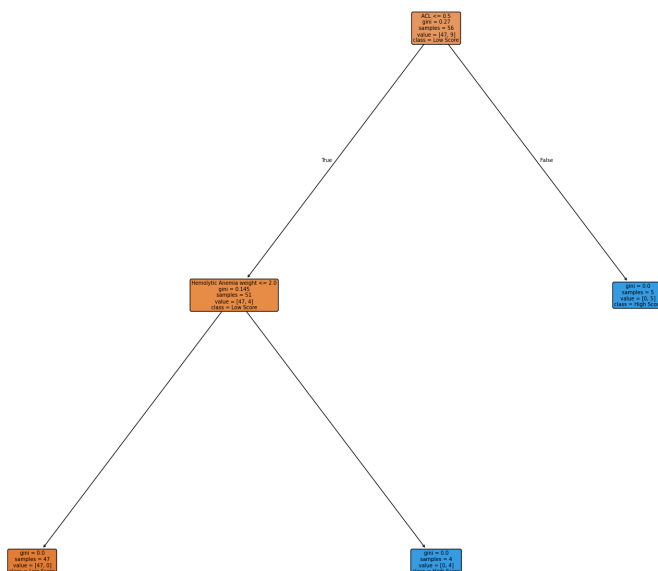 ACL <= 0.5
gini = 0.27
samples = 56
value = [47, 9]
class = Low Score
True
False
Hemolytic Anemia weight <= 2.0
gini = 0.145
samples = 51
value = [47, 4]
class = Low Score
gini = 0.0
samples = 5
value = [0, 5]
class = High Score
gini = 0.0
samples = 47
value = [47, 0]
gini = 0.0
samples = 4
value = [0, 4]